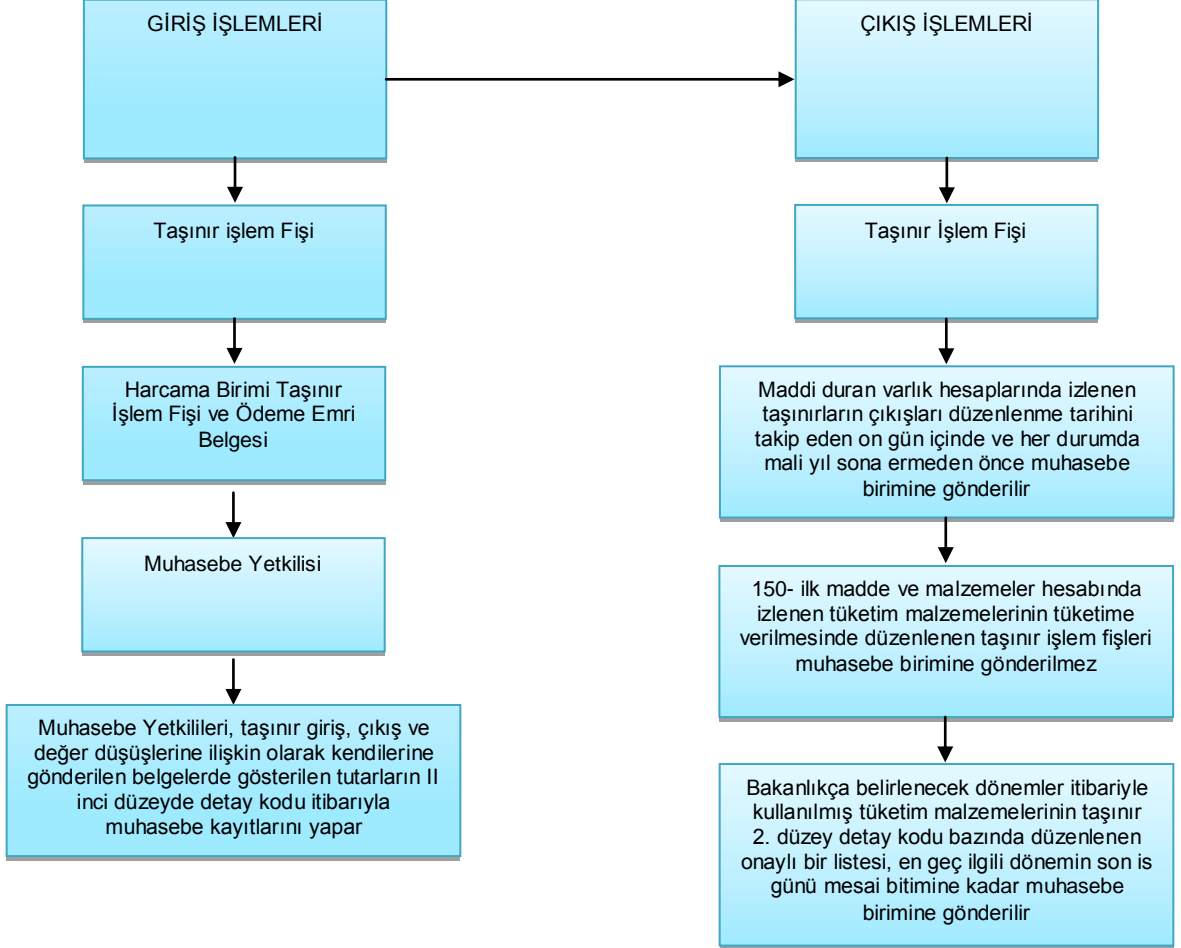 GİRİŞ İŞLEMLERİ
Taşınır işlem Fişi
Harcama Birimi Taşınır
İşlem Fişi ve Ödeme Emri
Belgesi
Muhasebe Yetkilisi
Muhasebe Yetkilileri, taşınır giriş, çıkış ve
değer düşüşlerine ilişkin olarak kendilerine
gönderilen belgelerde gösterilen tutarların II
inci düzeyde detay kodu itibarıyla
muhasebe kayıtlarını yapar
ÇIKIŞ İŞLEMLERİ
Taşınır İşlem Fişi
Maddi duran varlık hesaplarında izlenen
taşınırların çıkışları düzenlenme tarihini
takip eden on gün içinde ve her durumda
mali yıl sona ermeden önce muhasebe
birimine gönderilir
150- ilk madde ve malzemeler hesabında
izlenen tüketim malzemelerinin tüketime
verilmesinde düzenlenen taşınır işlem fişleri
muhasebe birimine gönderilmez
Bakanlıkça belirlenecek dönemler itibariyle
kullanılmış tüketim malzemelerinin taşınır
2. düzey detay kodu bazında düzenlenen
onaylı bir listesi, en geç ilgili dönemin son is
günü mesai bitimine kadar muhasebe
birimine gönderilir